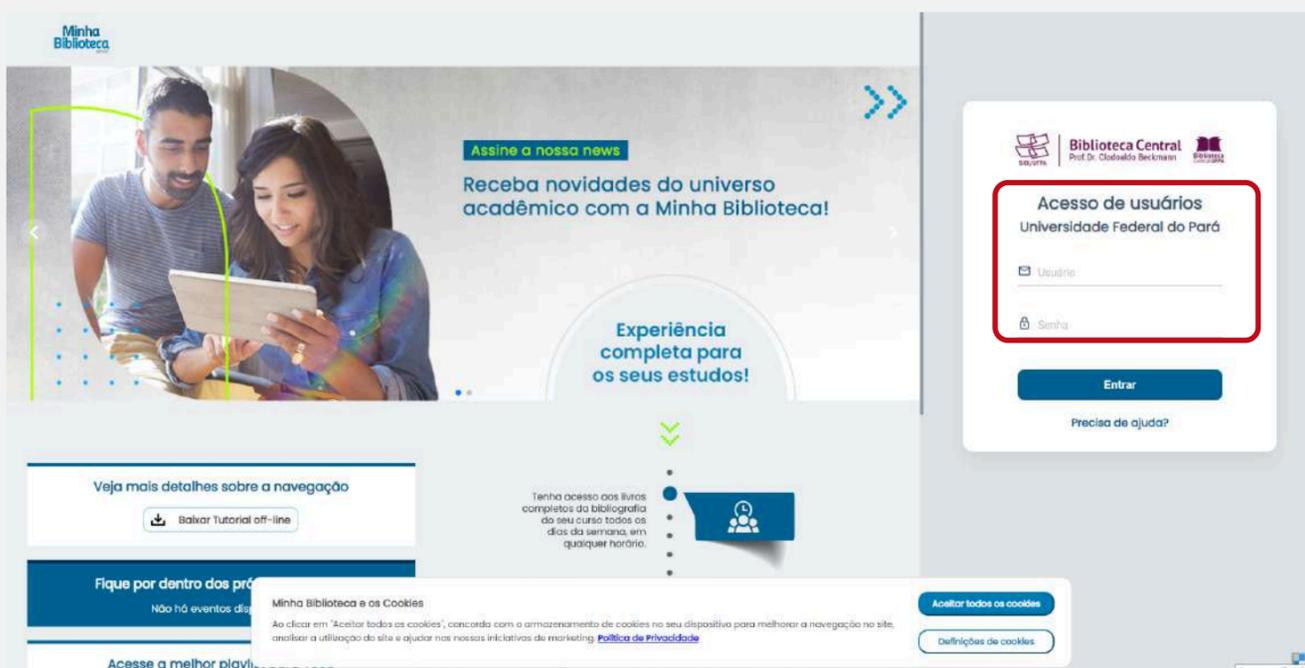 Minha
Biblioteca
Assine a nossa news
Receba novidades do universo
acadêmico com a Minha Biblioteca!
Experiência
completa para
os seus estudos!
Biblioteca Central
Prof. Dr. Clodoaldo Beckmann
Acesso de usuários
Universidade Federal do Pará
Usuário
Senha
Entrar
Precisa de ajuda?
Veja mais detalhes sobre a navegação
Baixar Tutorial off-line
Tenha acesso aos livros
completos da bibliografia
do seu curso todos os
dias da semana, em
qualquer horário.
Fique por dentro dos
Não há eventos
Minha Biblioteca e os Cookies
Ao clicar em "Aceitar todos os cookies", concorda com o armazenamento de cookies no seu dispositivo para melhorar a navegação no site,
analisar a utilização do site e ajudar nas nossas iniciativas de marketing. Política de Privacidade
Aceitar todos os cookies
Definições de cookies
Acesse a melhor